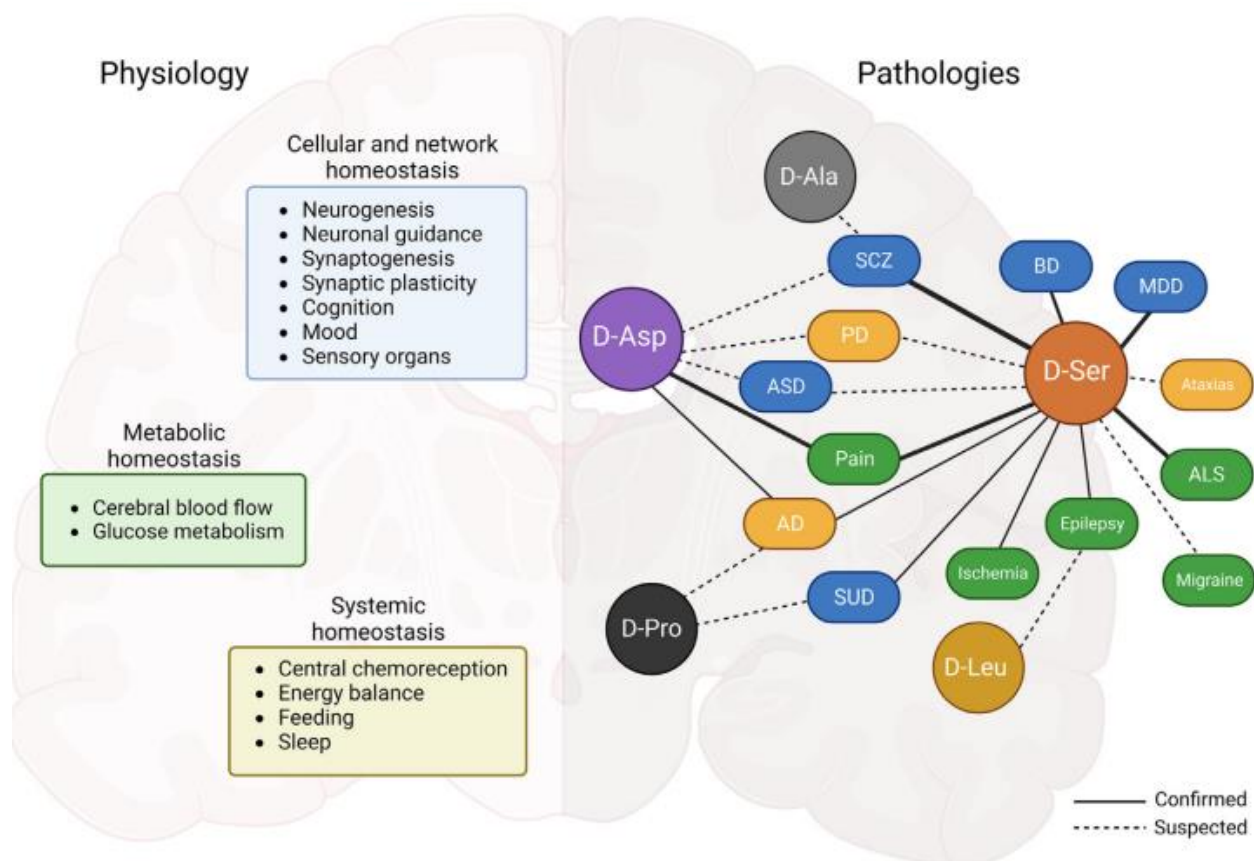 Physiology
Pathologies
Cellular and network
homeostasis
• Neurogenesis
• Neuronal guidance
• Synaptogenesis
• Synaptic plasticity
• Cognition
• Mood
• Sensory organs
Metabolic
homeostasis
• Cerebral blood flow
• Glucose metabolism
Systemic
homeostasis
• Central chemoreception
• Energy balance
• Feeding
• Sleep
D-Ala
SCZ
BD
MDD
D-Asp
PD
D-Ser
ASD
Ataxias
Pain
ALS
AD
Epilepsy
Ischemia
Migraine
SUD
D-Pro
D-Leu
Confirmed
Suspected